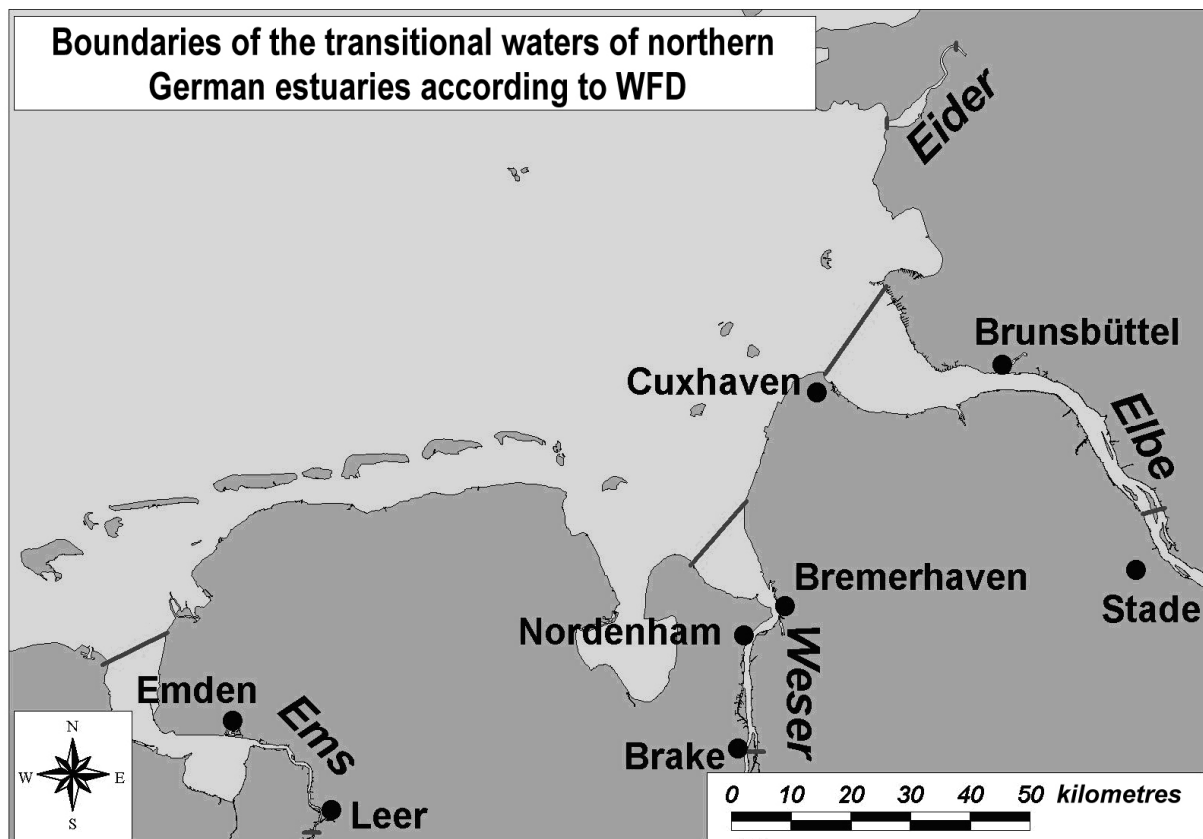 Boundaries of the transitional waters of northern
German estuaries according to WFD
Eider
Brunsbüttel
Cuxhaven
Elbe
Bremerhaven
Stade
Nordenham
Weser
Emden
Ems
Brake
Leer
N
W E
S
0 10 20 30 40 50 kilometres